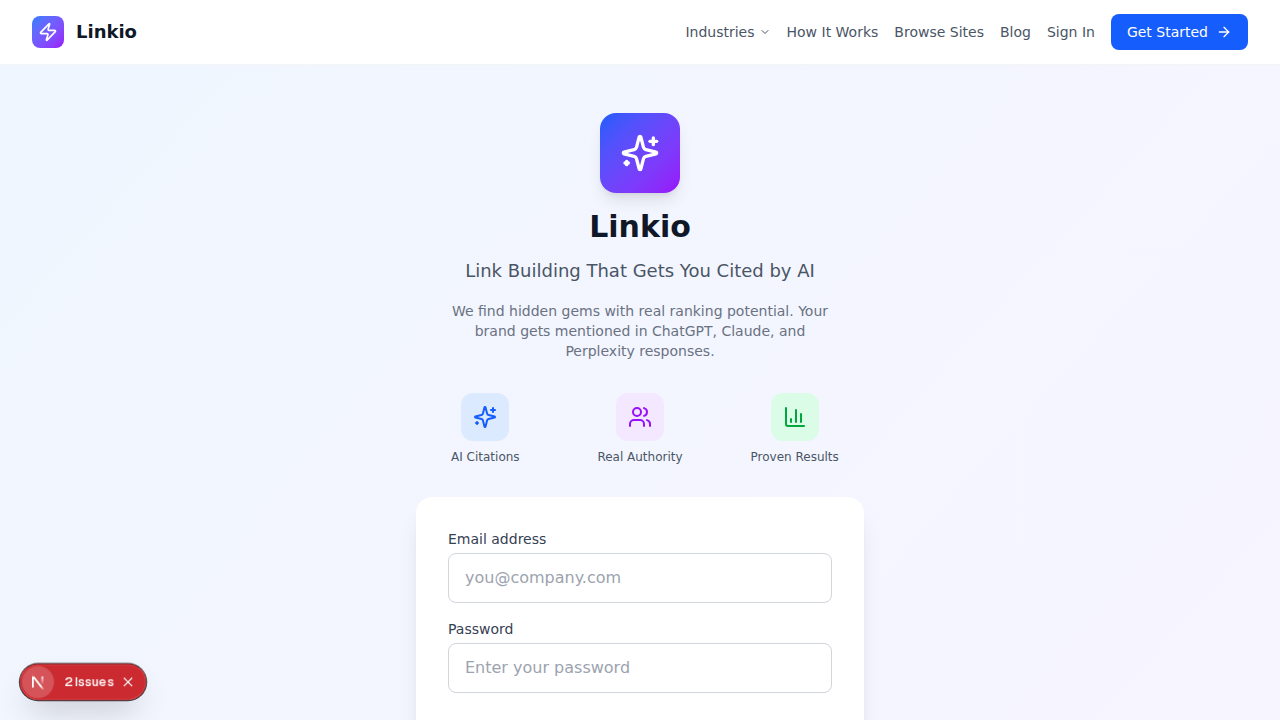 Linkio
Industries
How It Works
Browse Sites
Blog
Sign In
Get Started
Linkio
Link Building That Gets You Cited by AI
We find hidden gems with real ranking potential. Your
brand gets mentioned in ChatGPT, Claude, and
Perplexity responses.
AI Citations
Real Authority
Proven Results
Email address
you@company.com
Password
Enter your password
N
2 Issues